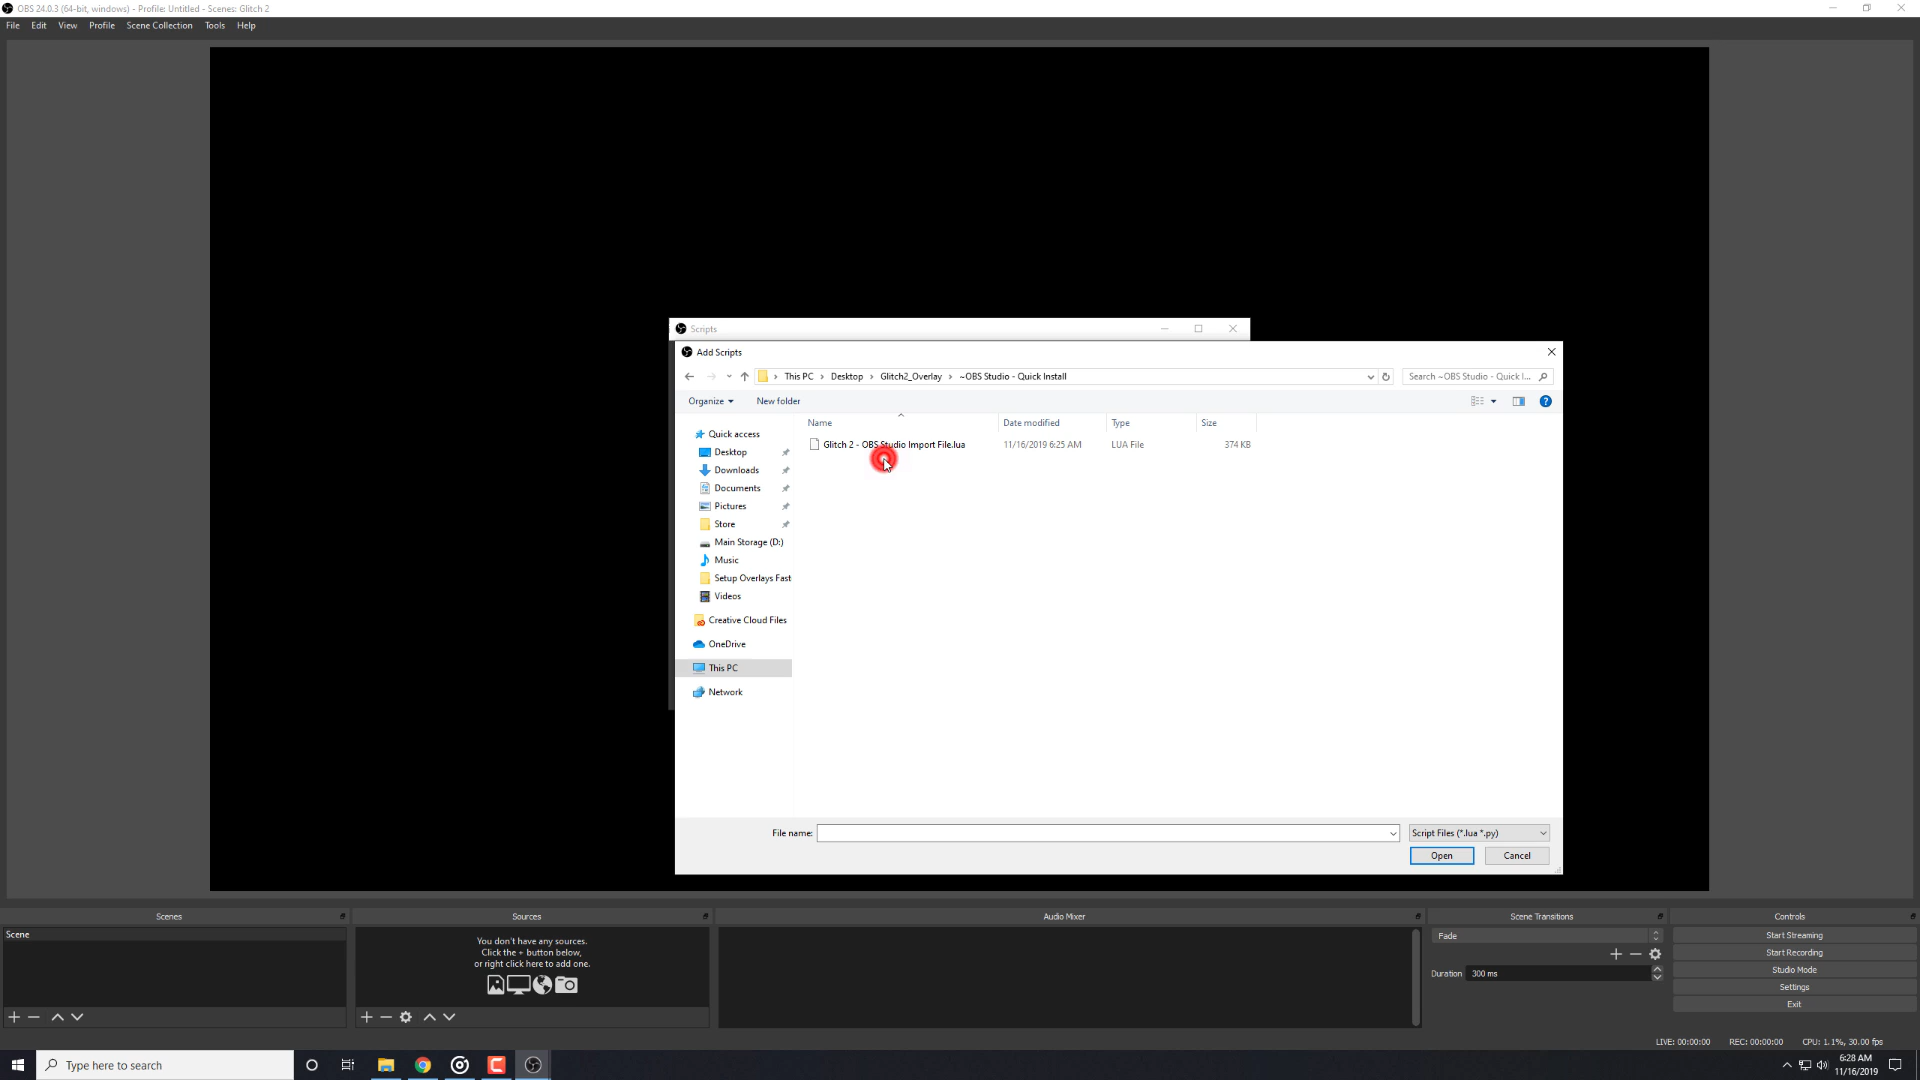 OBS 24.0.3 (64-bit, windows) - Profile: Untitled - Scenes: Glitch 2
File Edit View Profile Scene Collection Tools Help
Scripts
Add Scripts
This PC > Desktop > Glitch2_Overlay > ~OBS Studio - Quick Install
Search ~OBS Studio - Quick I...
Organize New folder
Name Date modified Type Size
Glitch 2 - OBS Studio Import File.lua 11/16/2019 6:25 AM LUA File 374 KB
Quick access
Desktop
Downloads
Documents
Pictures
Store
Main Storage (D:)
Music
Setup Overlays Fast
Videos
Creative Cloud Files
OneDrive
This PC
Network
File name:
Script Files (*.lua *.py)
Open Cancel
Scenes
Scene
Sources
You don't have any sources.
Click the + button below,
or right click here to add one.
Audio Mixer
Scene Transitions
Fade
Duration 300 ms
Controls
Start Streaming
Start Recording
Studio Mode
Settings
Exit
LIVE: 00:00:00 REC: 00:00:00 CPU: 1.1%, 30.00 fps
Type here to search
6:28 AM
11/16/2019